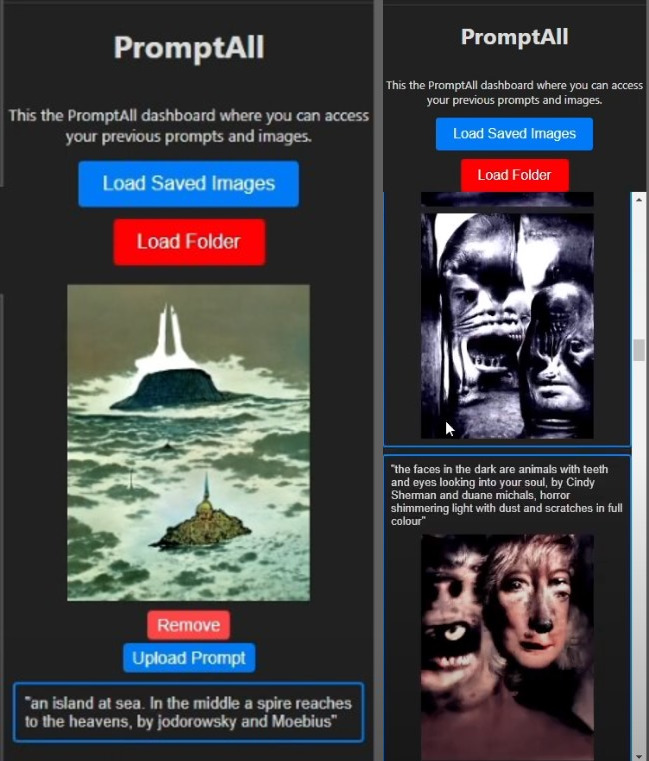 PromptAll
This the PromptAll dashboard where you can access
your previous prompts and images.
Load Saved Images
Load Folder
Remove
Upload Prompt
"an island at sea. In the middle a spire reaches
to the heavens, by jodorowsky and Moebius"
PromptAll
This the PromptAll dashboard where you can access
your previous prompts and images.
Load Saved Images
Load Folder
"the faces in the dark are animals with teeth
and eyes looking into your soul, by Cindy
Sherman and duane michals, horror
shimmering light with dust and scratches in full
colour"